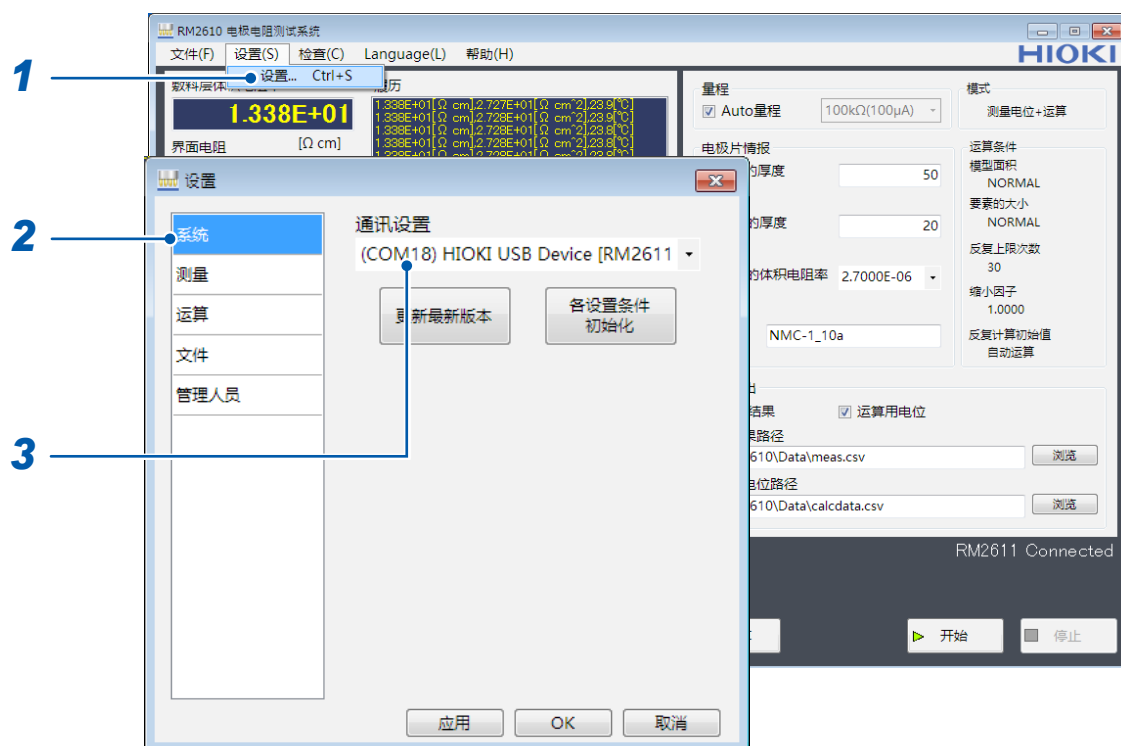 RM2610 电极电阻测试系统
文件(F) 设置(S) 检查(C) Language(L) 帮助(H)
HIOKI
1
设置... Ctrl+S
履历
1.338E+01
1.338E+01[Ω cm],2.727E+01[Ω cm^2],23.9[℃]
1.338E+01[Ω cm],2.728E+01[Ω cm^2],23.9[℃]
1.338E+01[Ω cm],2.728E+01[Ω cm^2],23.8[℃]
1.338E+01[Ω cm],2.728E+01[Ω cm^2],23.8[℃]
界面电阻 [Ω cm]
量程
Auto量程 100kΩ(100μA)
模式
测量电位+运算
电极片情报
的厚度 50
的厚度 20
的体积电阻率 2.7000E-06
NMC-1_10a
运算条件
模型面积
NORMAL
要素的大小
NORMAL
反复上限次数
30
缩小因子
1.0000
反复计算初始值
自动运算
结果 运算用电位
果路径
610\Data\meas.csv 浏览
电位路径
610\Data\calcdata.csv 浏览
RM2611 Connected
开始 停止
设置
2
系统
测量
运算
文件
管理人员
通讯设置
(COM18) HIOKI USB Device [RM2611
更新最新版本
各设置条件
初始化
3
应用 OK 取消